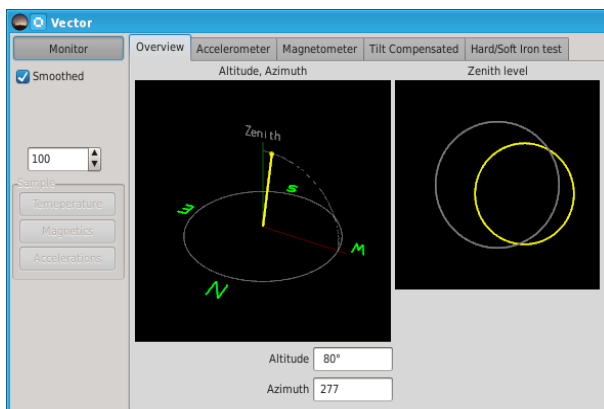 Vector
Monitor
Overview
Accelerometer
Magnetometer
Tilt Compensated
Hard/Soft Iron test
Smoothed
Altitude, Azimuth
Zenith level
Zenith
100
Sample
Temeperature
Magnetics
Accelerations
E
S
W
N
Altitude
80°
Azimuth
277